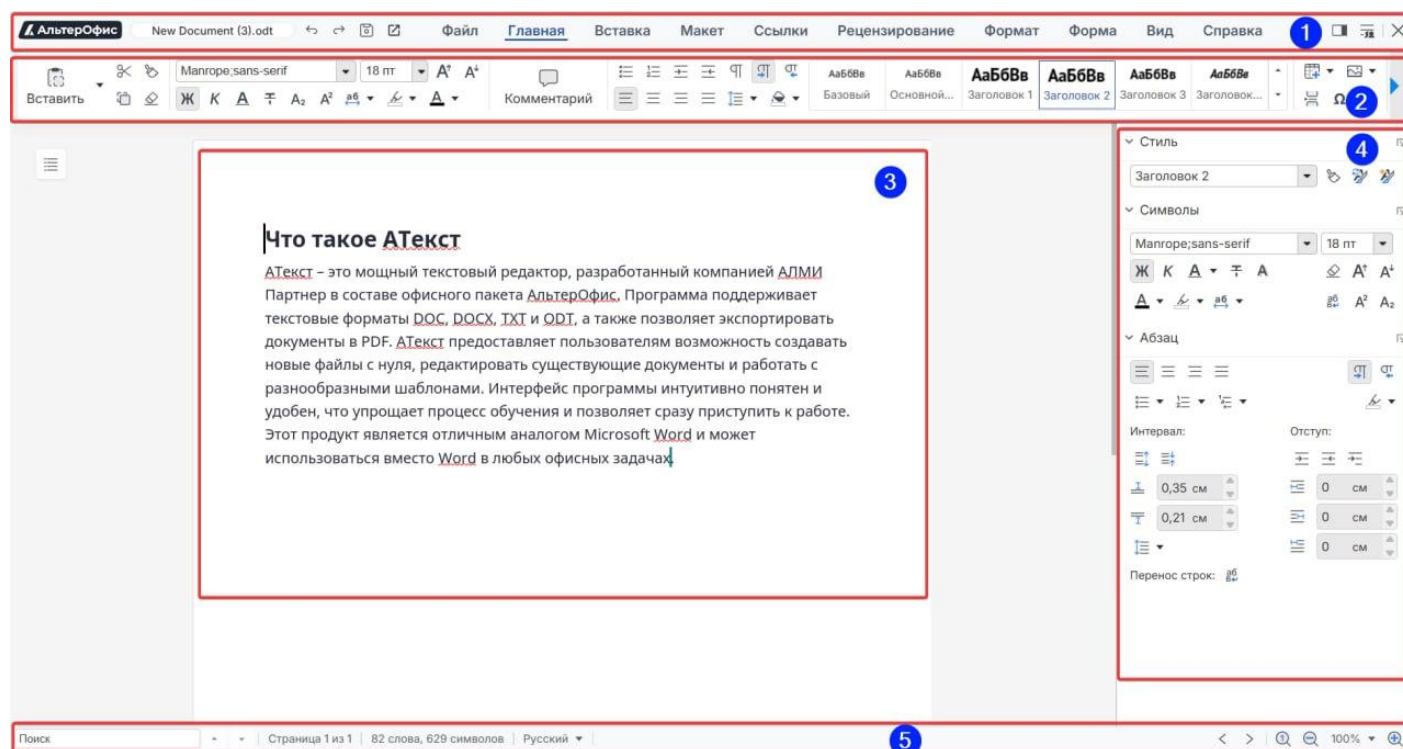 АльтерОфис New Document (3).odt Файл Главная Вставка Макет Ссылки Рецензирование Формат Форма Вид Справка 1
Manrope;sans-serif 18 пт АаБбВв АаБбВв АаБбВв АаБбВв АаБбВв АаБбВв
Вставить Ж К А А₂ А² аб А Комментарий Базовый Основной... Заголовок 1 Заголовок 2 Заголовок 3 Заголовок... Ω 2
3
Что такое АТекст
АТекст – это мощный текстовый редактор, разработанный компанией АЛМИ
Партнер в составе офисного пакета АльтерОфис. Программа поддерживает
текстовые форматы DOC, DOCX, TXT и ODT, а также позволяет экспортировать
документы в PDF. АТекст предоставляет пользователям возможность создавать
новые файлы с нуля, редактировать существующие документы и работать с
разнообразными шаблонами. Интерфейс программы интуитивно понятен и
удобен, что упрощает процесс обучения и позволяет сразу приступить к работе.
Этот продукт является отличным аналогом Microsoft Word и может
использоваться вместо Word в любых офисных задачах.
Стиль 4
Заголовок 2
Символы
Manrope;sans-serif 18 пт
Ж К А А
А аб А² А₂
Абзац
Интервал: Отступ:
0,35 см 0 см
0,21 см 0 см
0 см
Перенос строк:
Поиск Страница 1 из 1 82 слова, 629 символов Русский 5 100%